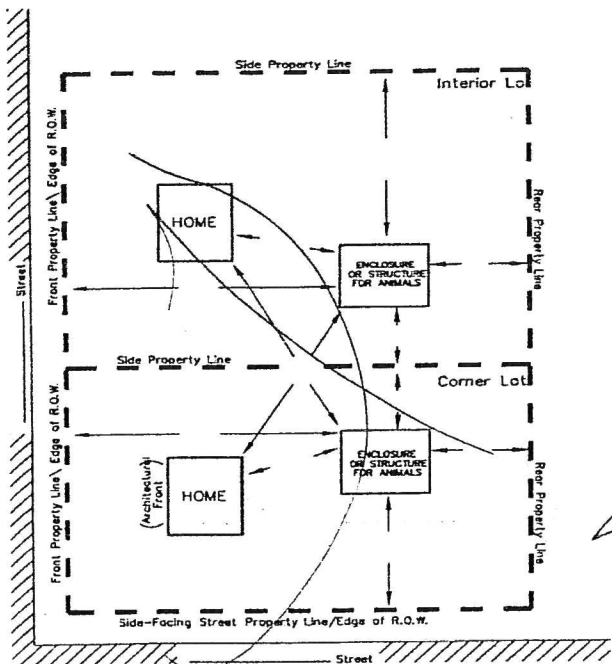 Side Property Line
Interior Lo
Front Property Line\ Edge of R.O.W.
Rear Property Line
HOME
ENCLOSURE
OR STRUCTURE
FOR ANIMALS
Street
Side Property Line
Corner Lot
Front Property Line\ Edge of R.O.W.
(Architectural
Front)
HOME
ENCLOSURE
OR STRUCTURE
FOR ANIMALS
Rear Property Line
Side-Facing Street Property Line/Edge of R.O.W.
Street